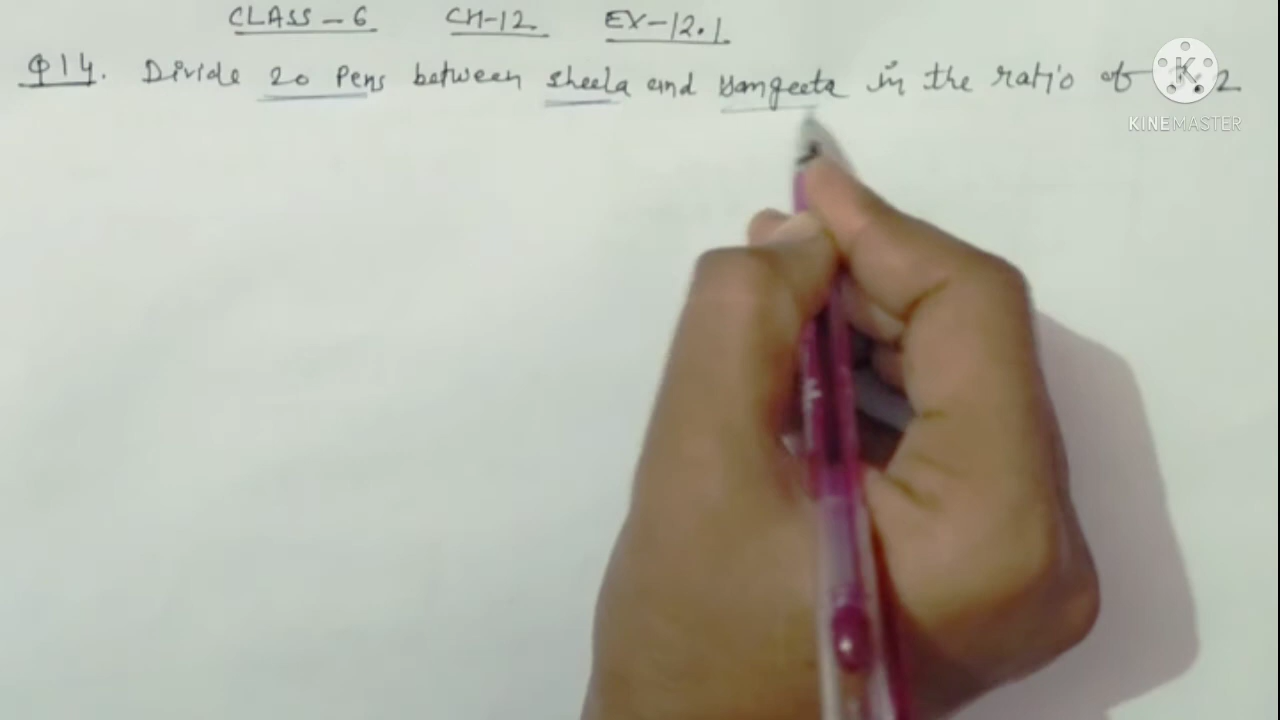 CLASS - 6 CH-12 EX-12.1
Q14. Divide 20 Pens between sheela and sangeeta in the ratio of 2
K
KINEMASTER